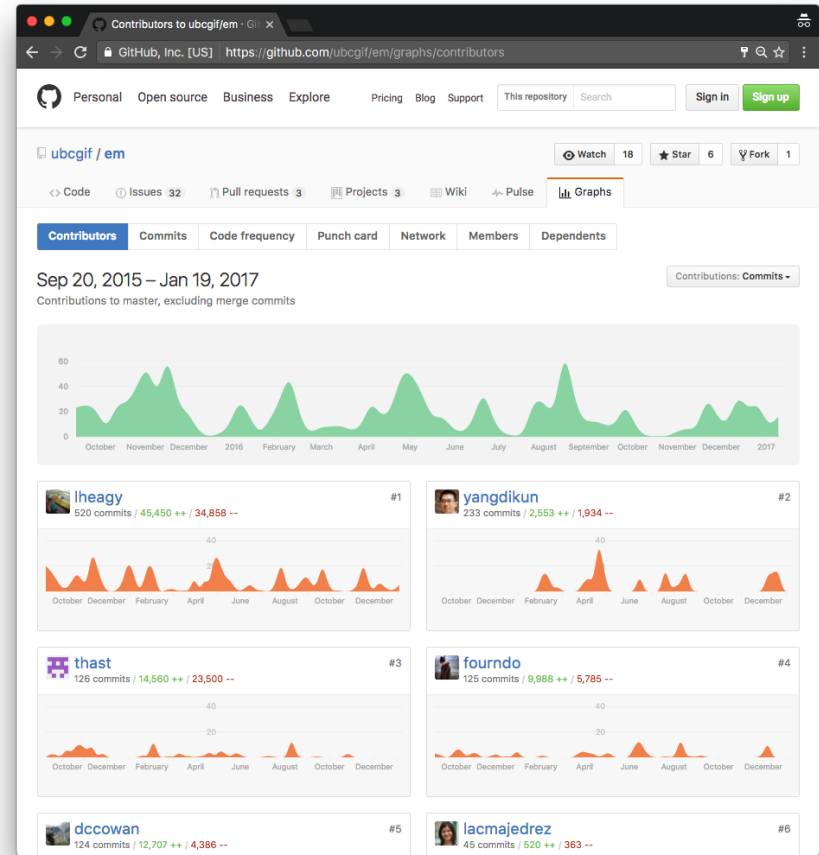 Contributors to ubcgif/em · Gi
GitHub, Inc. [US] https://github.com/ubcgif/em/graphs/contributors
Personal Open source Business Explore Pricing Blog Support This repository Search Sign in Sign up
ubcgif / em Watch 18 Star 6 Fork 1
Code Issues 32 Pull requests 3 Projects 3 Wiki Pulse Graphs
Contributors Commits Code frequency Punch card Network Members Dependents
Sep 20, 2015 – Jan 19, 2017 Contributions: Commits
Contributions to master, excluding merge commits
60
40
20
0
October November December 2016 February March April May June July August September October November December 2017
lheagy #1
520 commits / 45,450 ++ / 34,858 --
40
20
October December February April June August October December
yangdikun #2
233 commits / 2,553 ++ / 1,934 --
40
October December February April June August October December
thast #3
126 commits / 14,560 ++ / 23,500 --
40
20
October December February April June August October December
fourndo #4
125 commits / 9,988 ++ / 5,785 --
40
20
October December February April June August October December
dccowan #5
124 commits / 12,707 ++ / 4,386 --
lacmajedrez #6
45 commits / 520 ++ / 363 --